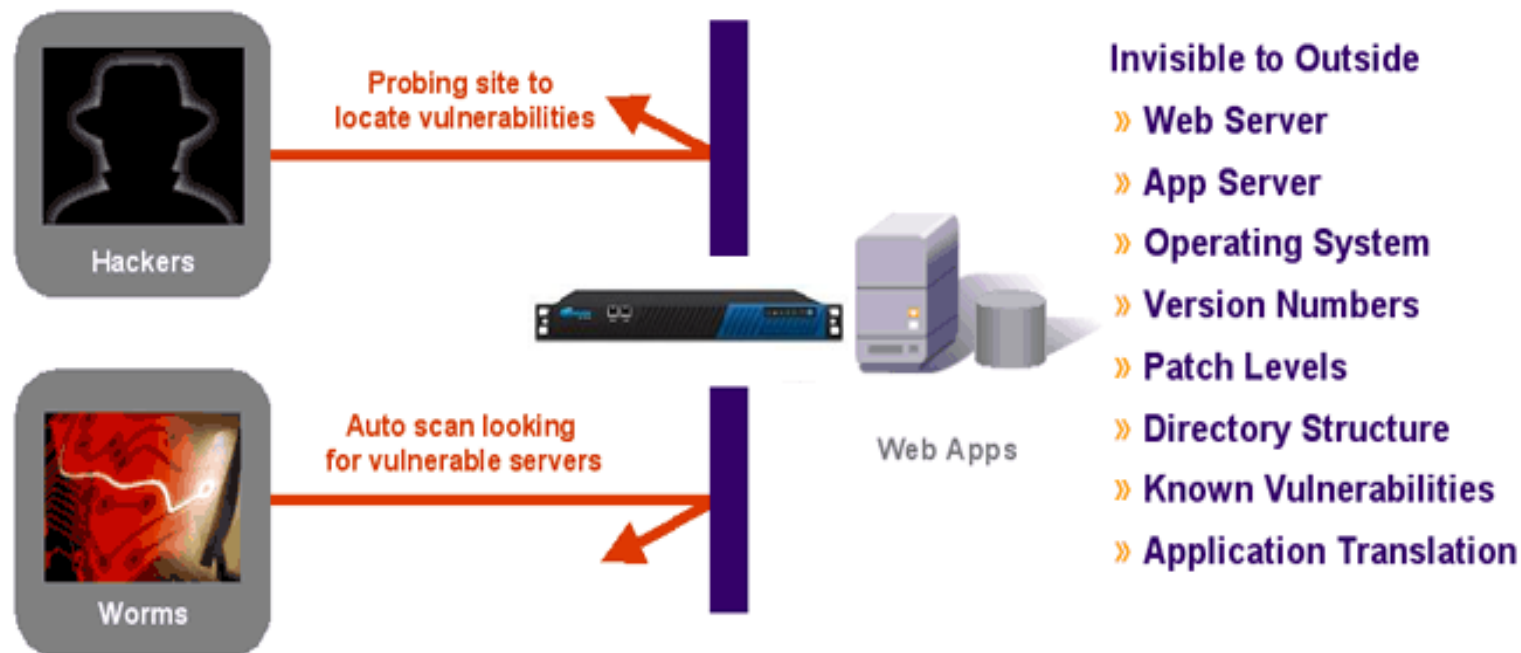 Probing site to
locate vulnerabilities
Hackers
Auto scan looking
for vulnerable servers
Worms
Web Apps
Invisible to Outside
» Web Server
» App Server
» Operating System
» Version Numbers
» Patch Levels
» Directory Structure
» Known Vulnerabilities
» Application Translation